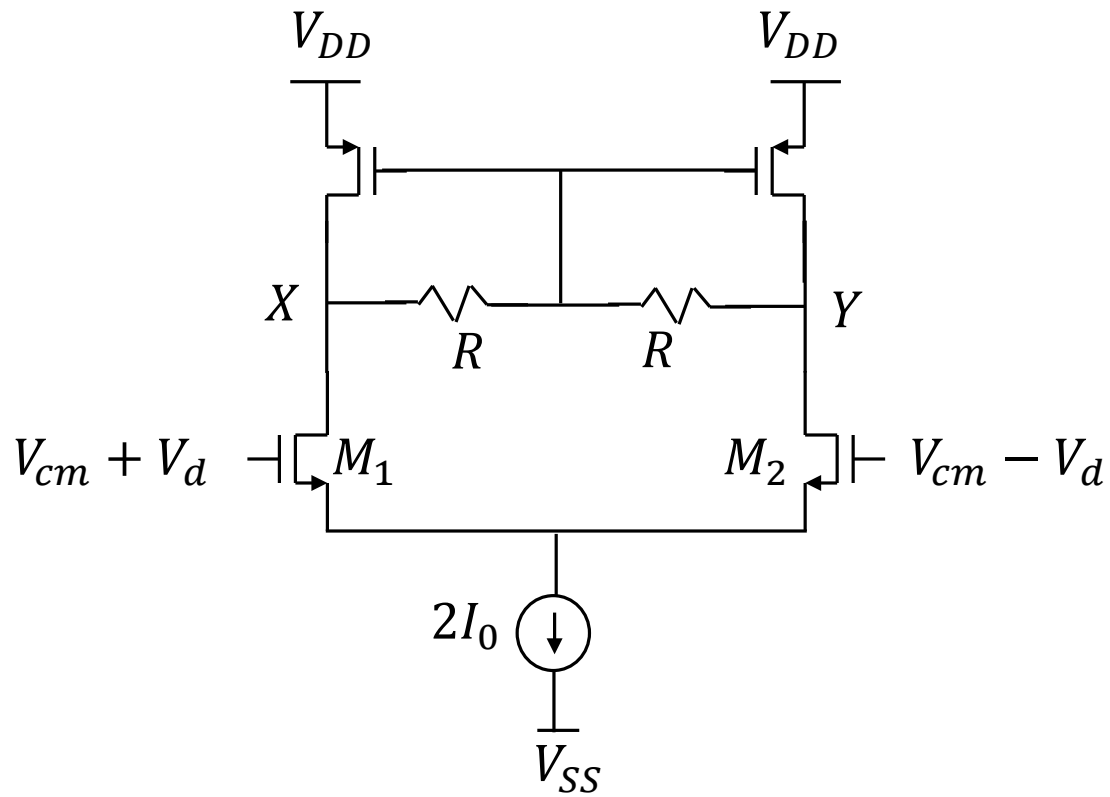 V_{DD} V_{DD}
X Y
R R
V_{cm} + V_d M_1 M_2 V_{cm} − V_d
2I_0
V_{SS}